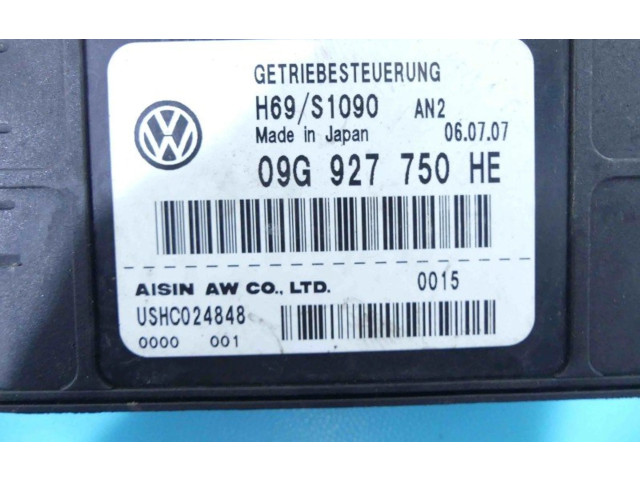 GETRIEBESTEUERUNG
H69/S1090 AN2
Made in Japan 06.07.07
09G 927 750 HE
AISIN AW CO., LTD. 0015
USHC024848
0000 001